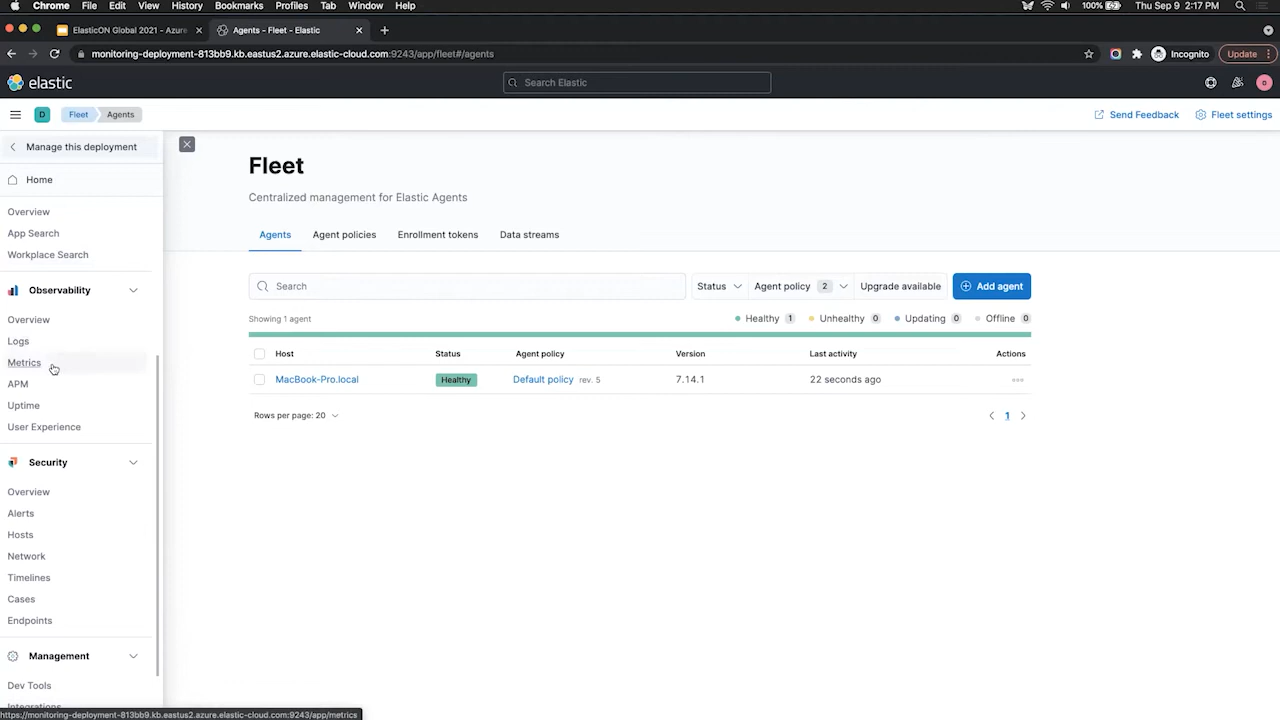 Chrome File Edit View History Bookmarks Profiles Tab Window Help 100% Thu Sep 9 2:17 PM
ElasticON Global 2021 - Azure Agents - Fleet - Elastic
monitoring-deployment-813bb9.kb.eastus2.azure.elastic-cloud.com:9243/app/fleet#/agents Incognito Update
elastic Search Elastic
D Fleet Agents Send Feedback Fleet settings
Manage this deployment
Home
Overview
App Search
Workplace Search
Observability
Overview
Logs
Metrics
APM
Uptime
User Experience
Security
Overview
Alerts
Hosts
Network
Timelines
Cases
Endpoints
Management
Dev Tools
Integrations
https://monitoring-deployment-813bb9.kb.eastus2.azure.elastic-cloud.com:9243/app/metrics
Fleet
Centralized management for Elastic Agents
Agents Agent policies Enrollment tokens Data streams
Search Status Agent policy 2 Upgrade available Add agent
Showing 1 agent Healthy 1 Unhealthy 0 Updating 0 Offline 0
Host Status Agent policy Version Last activity Actions
MacBook-Pro.local Healthy Default policy rev. 5 7.14.1 22 seconds ago
Rows per page: 20 1